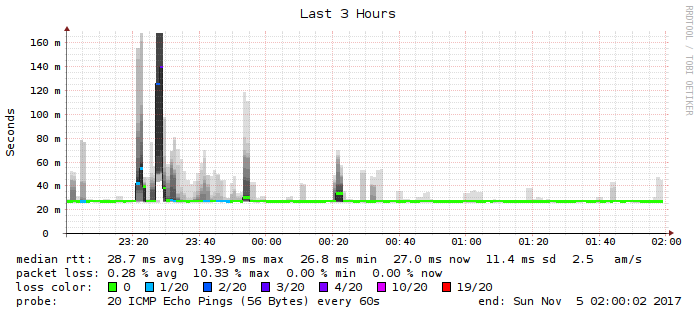 Last 3 Hours
RRDTOOL / TOBI OETIKER
Seconds
160 m
140 m
120 m
100 m
80 m
60 m
40 m
20 m
0
23:20 23:40 00:00 00:20 00:40 01:00 01:20 01:40 02:00
median rtt: 28.7 ms avg 139.9 ms max 26.8 ms min 27.0 ms now 11.4 ms sd 2.5 am/s
packet loss: 0.28 % avg 10.33 % max 0.00 % min 0.00 % now
loss color: 0 1/20 2/20 3/20 4/20 10/20 19/20
probe: 20 ICMP Echo Pings (56 Bytes) every 60s end: Sun Nov 5 02:00:02 2017